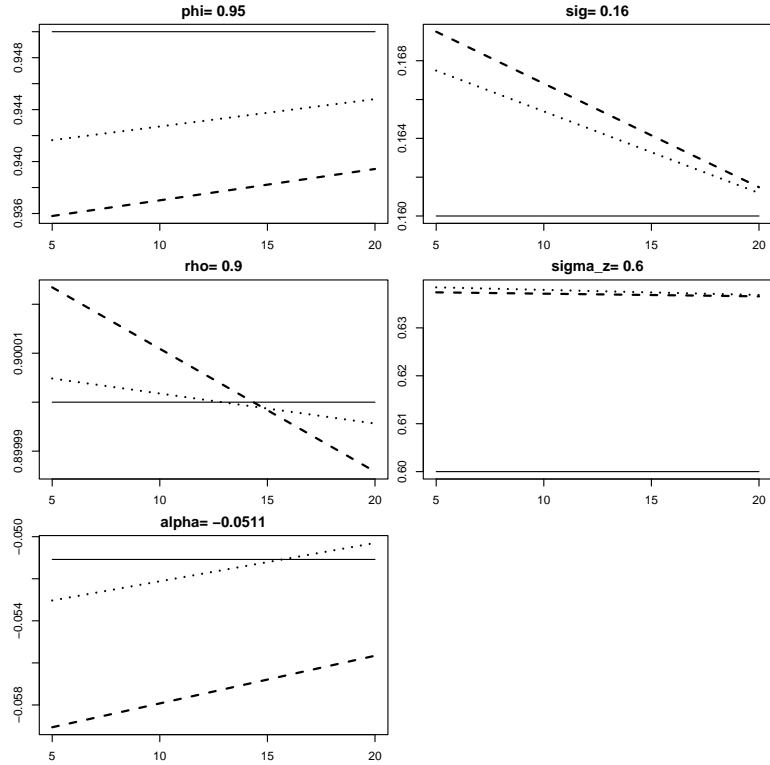 phi= 0.95
0.936 0.940 0.944 0.948
5 10 15 20
sig= 0.16
0.160 0.164 0.168
5 10 15 20
rho= 0.9
0.89999 0.90001
5 10 15 20
sigma_z= 0.6
0.60 0.61 0.62 0.63
5 10 15 20
alpha= −0.0511
−0.058 −0.054 −0.050
5 10 15 20